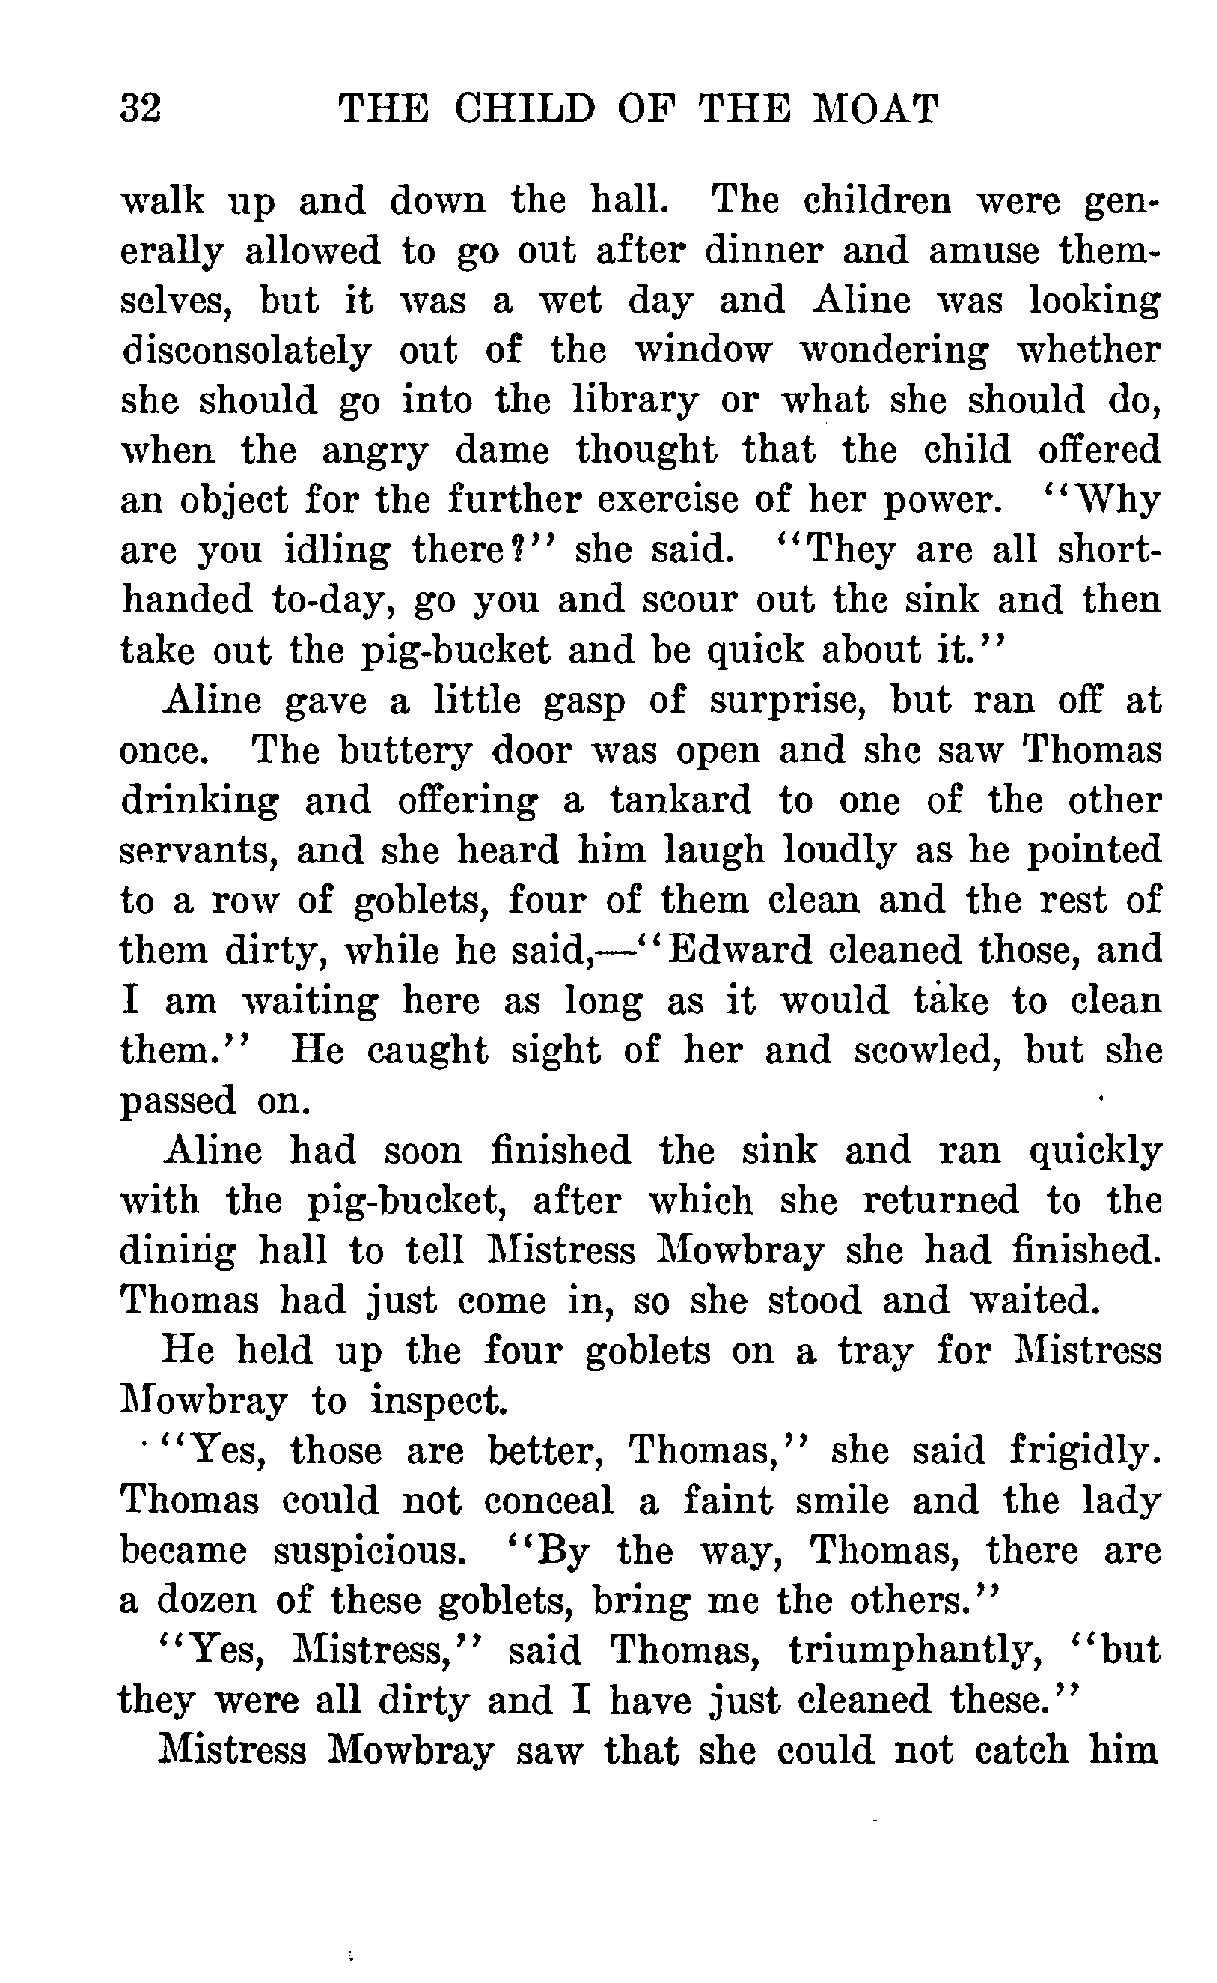 32 THE CHILD OF THE MOAT
walk up and down the hall. The children were gen-
erally allowed to go out after dinner and amuse them-
selves, but it was a wet day and Aline was looking
disconsolately out of the window wondering whether
she should go into the library or what she should do,
when the angry dame thought that the child offered
an object for the further exercise of her power. "Why
are you idling there?" she said. "They are all short-
handed to-day, go you and scour out the sink and then
take out the pig-bucket and be quick about it."
Aline gave a little gasp of surprise, but ran off at
once. The buttery door was open and she saw Thomas
drinking and offering a tankard to one of the other
servants, and she heard him laugh loudly as he pointed
to a row of goblets, four of them clean and the rest of
them dirty, while he said,—"Edward cleaned those, and
I am waiting here as long as it would take to clean
them." He caught sight of her and scowled, but she
passed on.
Aline had soon finished the sink and ran quickly
with the pig-bucket, after which she returned to the
dining hall to tell Mistress Mowbray she had finished.
Thomas had just come in, so she stood and waited.
He held up the four goblets on a tray for Mistress
Mowbray to inspect.
"Yes, those are better, Thomas," she said frigidly.
Thomas could not conceal a faint smile and the lady
became suspicious. "By the way, Thomas, there are
a dozen of these goblets, bring me the others."
"Yes, Mistress," said Thomas, triumphantly, "but
they were all dirty and I have just cleaned these."
Mistress Mowbray saw that she could not catch him